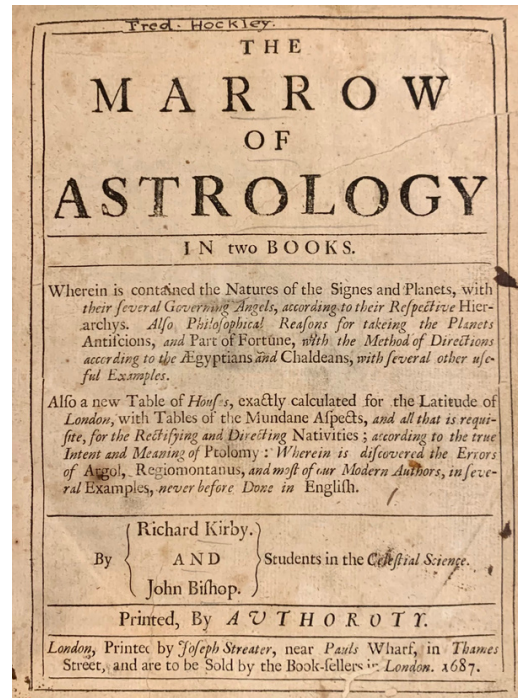 Fred. Hockley.
THE
MARROW
OF
ASTROLOGY
IN two BOOKS.
Wherein is contained the Natures of the Signes and Planets, with
their ſeveral Governing Angels, according to their Reſpective Hier-
archys. Alſo Philoſophical Reaſons for takeing the Planets
Antiſcions, and Part of Fortune, with the Method of Directions
according to the Ægyptians and Chaldeans, with ſeveral other uſe-
ful Examples.
Alſo a new Table of Houſes, exactly calculated for the Latitude of
London, with Tables of the Mundane Aſpects, and all that is requi-
ſite, for the Rectifying and Directing Nativities; according to the true
Intent and Meaning of Ptolomy: Wherein is diſcovered the Errors
of Argol, Regiomontanus, and moſt of our Modern Authors, in ſeve-
ral Examples, never before Done in Engliſh.
Richard Kirby.
By AND Students in the Celeſtial Science.
John Biſhop.
Printed, By AVTHOROTY.
London, Printed by Joſeph Streater, near Pauls Wharf, in Thames
Street, and are to be Sold by the Book-ſellers in London. 1687.